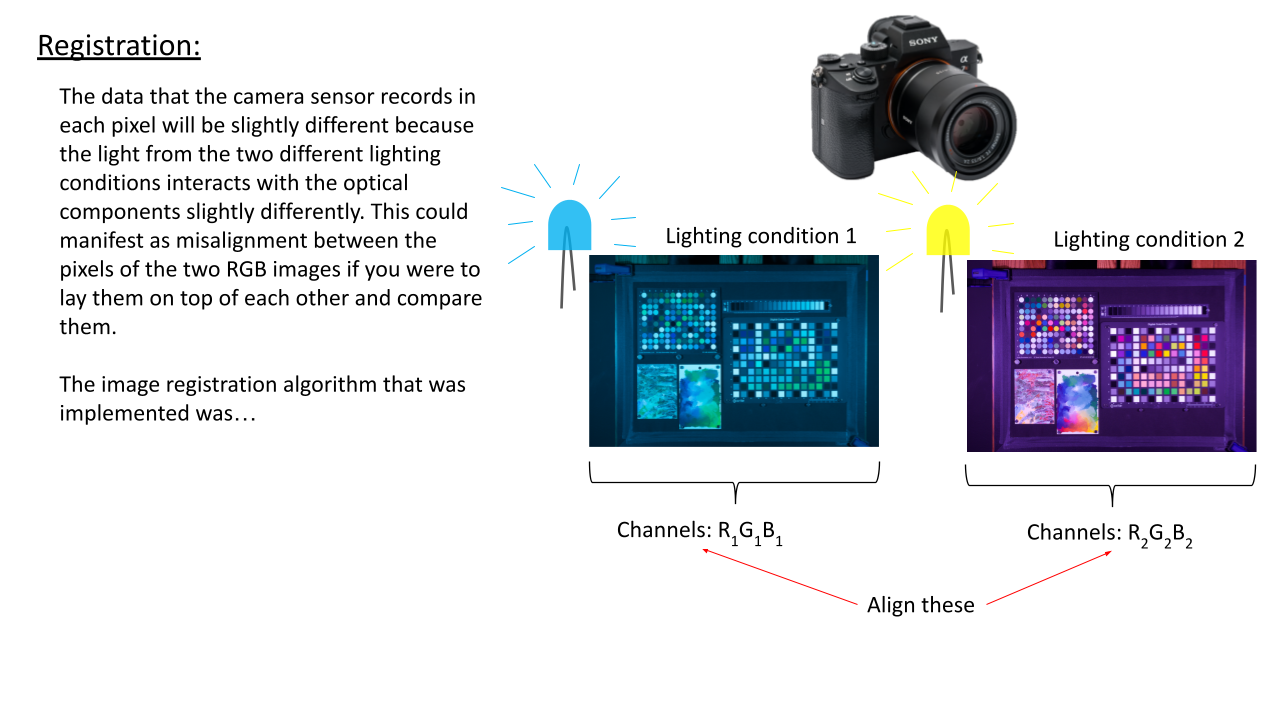 Registration:
The data that the camera sensor records in
each pixel will be slightly different because
the light from the two different lighting
conditions interacts with the optical
components slightly differently. This could
manifest as misalignment between the
pixels of the two RGB images if you were to
lay them on top of each other and compare
them.
The image registration algorithm that was
implemented was…
SONY
α
Lighting condition 1
Lighting condition 2
Channels: R₁G₁B₁
Channels: R₂G₂B₂
Align these